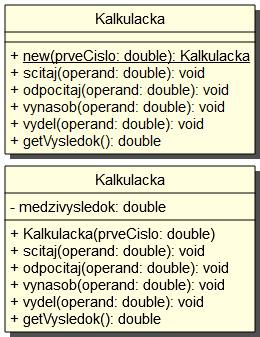 Kalkulacka
+ new(prveCislo: double): Kalkulacka
+ scitaj(operand: double): void
+ odpocitaj(operand: double): void
+ vynasob(operand: double): void
+ vydel(operand: double): void
+ getVysledok(): double
Kalkulacka
- medzivysledok: double
+ Kalkulacka(prveCislo: double)
+ scitaj(operand: double): void
+ odpocitaj(operand: double): void
+ vynasob(operand: double): void
+ vydel(operand: double): void
+ getVysledok(): double